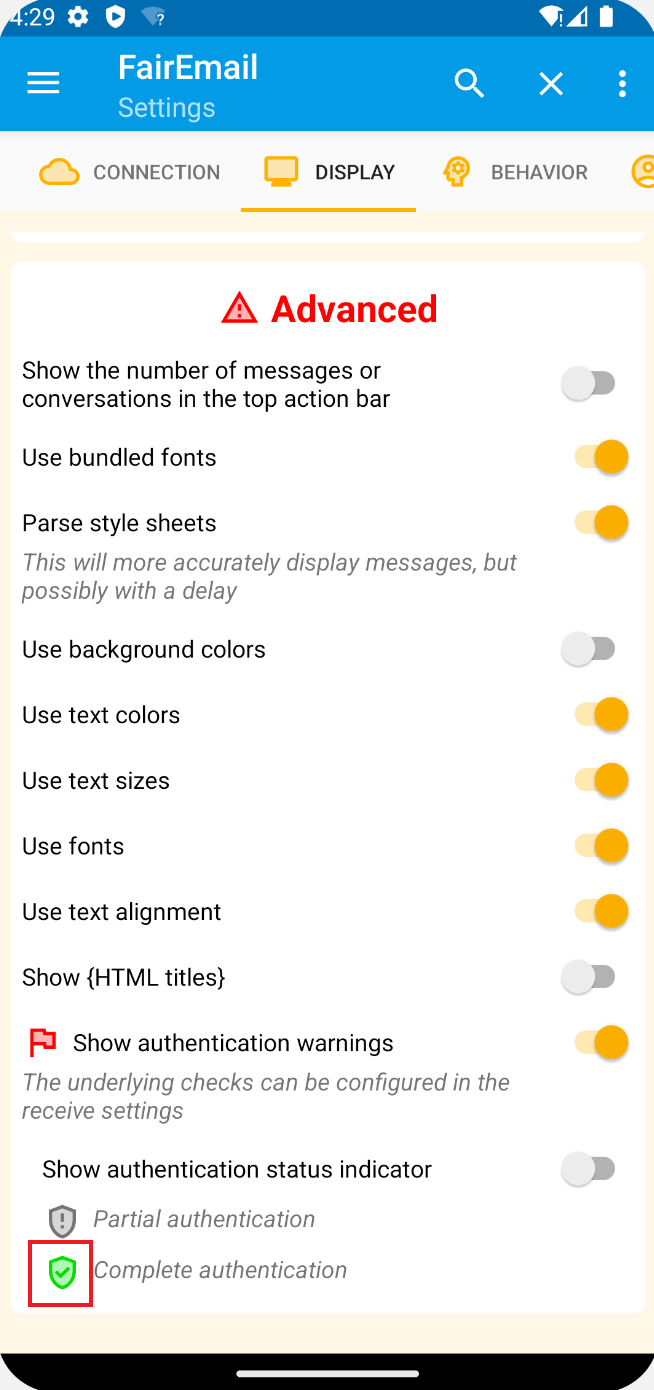 4:29
FairEmail
Settings
CONNECTION
DISPLAY
BEHAVIOR
Advanced
Show the number of messages or
conversations in the top action bar
Use bundled fonts
Parse style sheets
This will more accurately display messages, but
possibly with a delay
Use background colors
Use text colors
Use text sizes
Use fonts
Use text alignment
Show {HTML titles}
Show authentication warnings
The underlying checks can be configured in the
receive settings
Show authentication status indicator
Partial authentication
Complete authentication